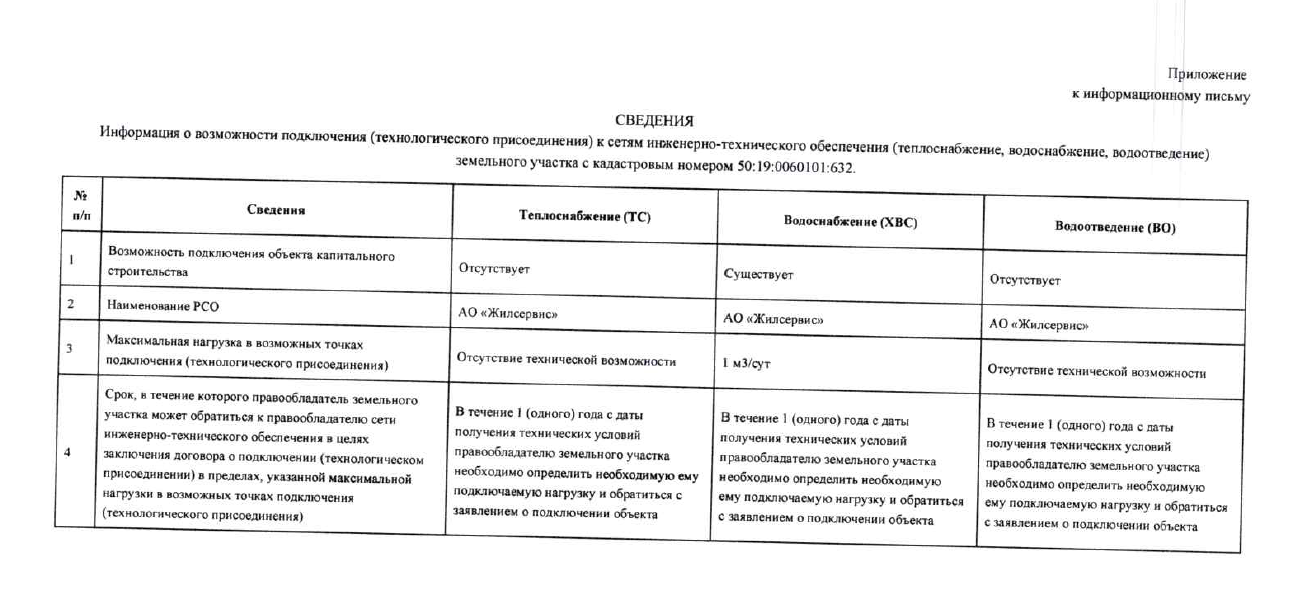 Приложение
к информационному письму
СВЕДЕНИЯ
Информация о возможности подключения (технологического присоединения) к сетям инженерно-технического обеспечения (теплоснабжение, водоснабжение, водоотведение)
земельного участка с кадастровым номером 50:19:0060101:632.
№
п/п
Сведения
Теплоснабжение (ТС)
Водоснабжение (ХВС)
Водоотведение (ВО)
1
Возможность подключения объекта капитального
строительства
Отсутствует
Существует
Отсутствует
2
Наименование РСО
АО «Жилсервис»
АО «Жилсервис»
АО «Жилсервис»
3
Максимальная нагрузка в возможных точках
подключения (технологического присоединения)
Отсутствие технической возможности
1 м3/сут
Отсутствие технической возможности
4
Срок, в течение которого правообладатель земельного
участка может обратиться к правообладателю сети
инженерно-технического обеспечения в целях
заключения договора о подключении (технологическом
присоединении) в пределах, указанной максимальной
нагрузки в возможных точках подключения
(технологического присоединения)
В течение 1 (одного) года с даты
получения технических условий
правообладателю земельного участка
необходимо определить необходимую ему
подключаемую нагрузку и обратиться с
заявлением о подключении объекта
В течение 1 (одного) года с даты
получения технических условий
правообладателю земельного участка
необходимо определить необходимую
ему подключаемую нагрузку и обратиться
с заявлением о подключении объекта
В течение 1 (одного) года с даты
получения технических условий
правообладателю земельного участка
необходимо определить необходимую
ему подключаемую нагрузку и обратиться
с заявлением о подключении объекта